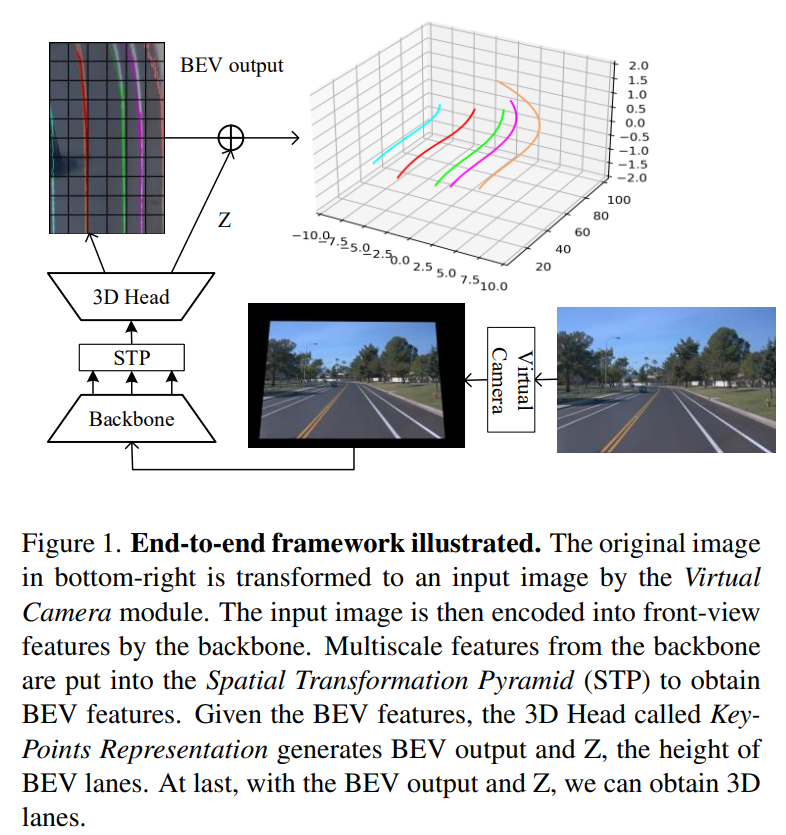 BEV output
2.0
1.5
1.0
0.5
0.0
−0.5
−1.0
−1.5
−2.0
100
80
60
40
20
−10.0
−7.5
−5.0
−2.5
0.0
2.5
5.0
7.5
10.0
Z
3D Head
STP
Backbone
Virtual
Camera
Figure 1. End-to-end framework illustrated. The original image
in bottom-right is transformed to an input image by the Virtual
Camera module. The input image is then encoded into front-view
features by the backbone. Multiscale features from the backbone
are put into the Spatial Transformation Pyramid (STP) to obtain
BEV features. Given the BEV features, the 3D Head called Key-
Points Representation generates BEV output and Z, the height of
BEV lanes. At last, with the BEV output and Z, we can obtain 3D
lanes.